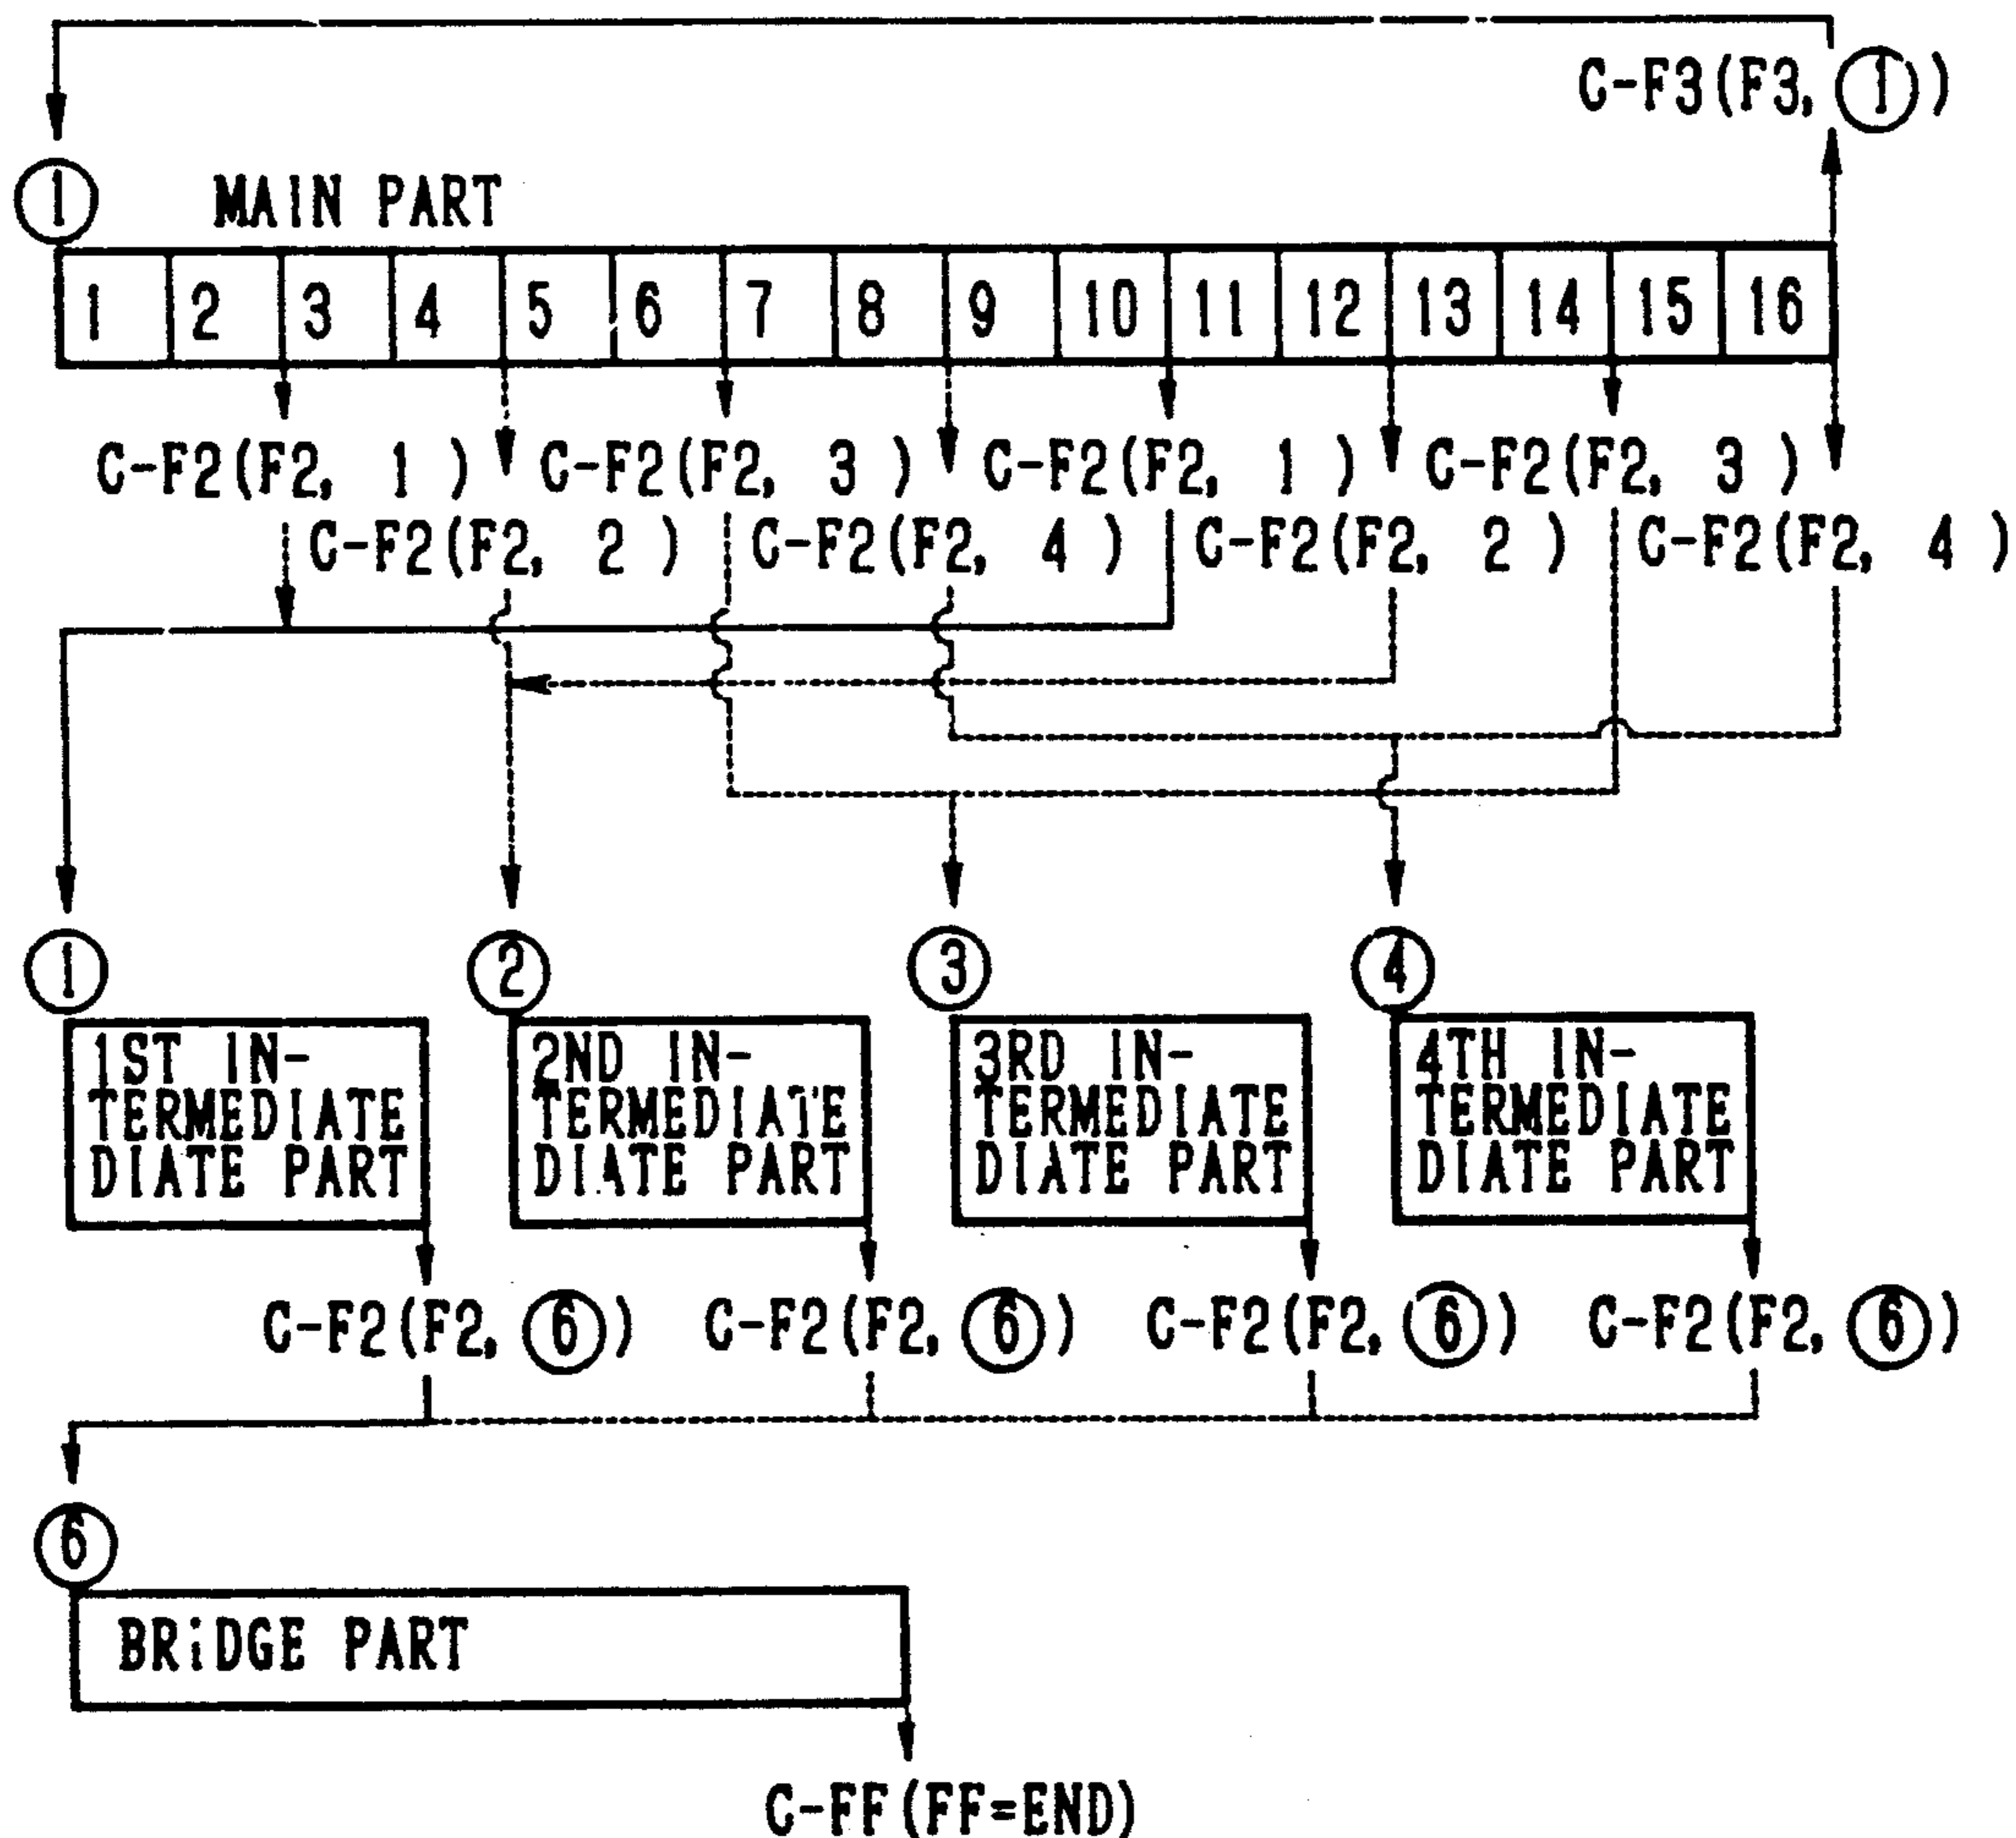 C-F3(F3, ①)
① MAIN PART
1 2 3 4 5 6 7 8 9 10 11 12 13 14 15 16
C-F2(F2, 1 ) C-F2(F2, 3 ) C-F2(F2, 1 ) C-F2(F2, 3 )
C-F2(F2, 2 ) C-F2(F2, 4 ) C-F2(F2, 2 ) C-F2(F2, 4 )
① ② ③ ④
1ST IN-
TERMEDIATE
DIATE PART
2ND IN-
TERMEDIATE
DIATE PART
3RD IN-
TERMEDIATE
DIATE PART
4TH IN-
TERMEDIATE
DIATE PART
C-F2(F2, ⑥) C-F2(F2, ⑥) C-F2(F2, ⑥) C-F2(F2, ⑥)
⑥
BRiDGE PART
C-FF(FF=END)